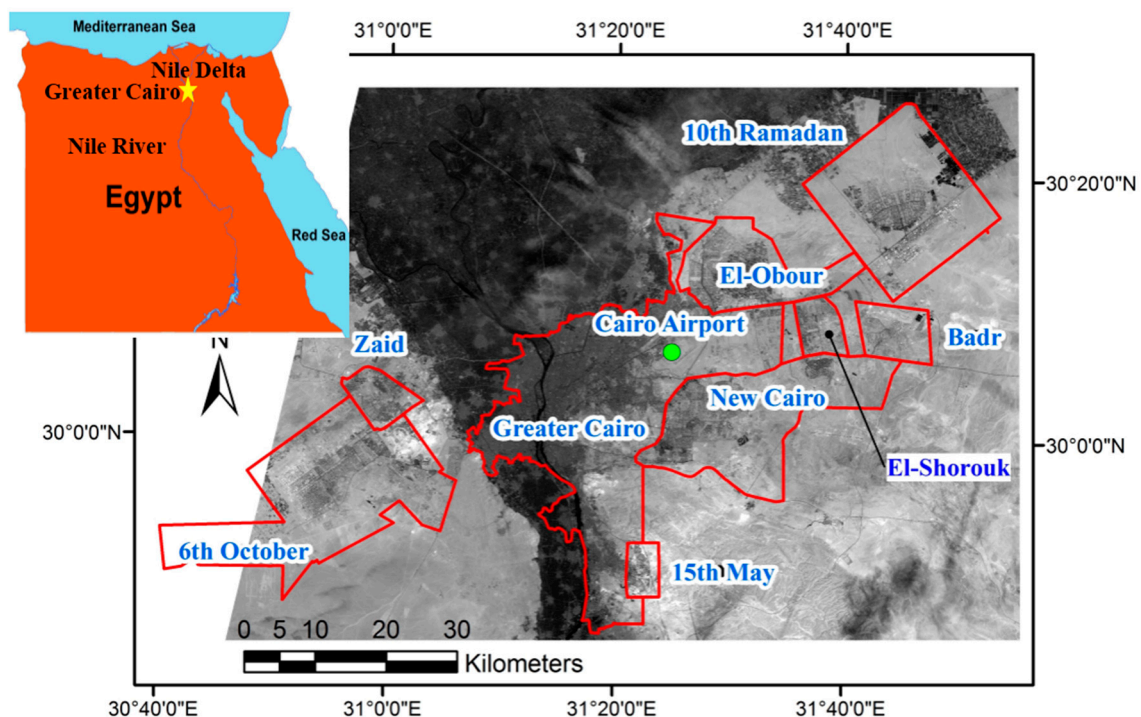 Mediterranean Sea
Nile Delta
Greater Cairo
Nile River
Egypt
Red Sea
31°0'0"E
31°20'0"E
31°40'0"E
10th Ramadan
30°20'0"N
El-Obour
Cairo Airport
Badr
Zaid
N
New Cairo
30°0'0"N
Greater Cairo
30°0'0"N
El-Shorouk
6th October
15th May
0 5 10 20 30
Kilometers
30°40'0"E
31°0'0"E
31°20'0"E
31°40'0"E